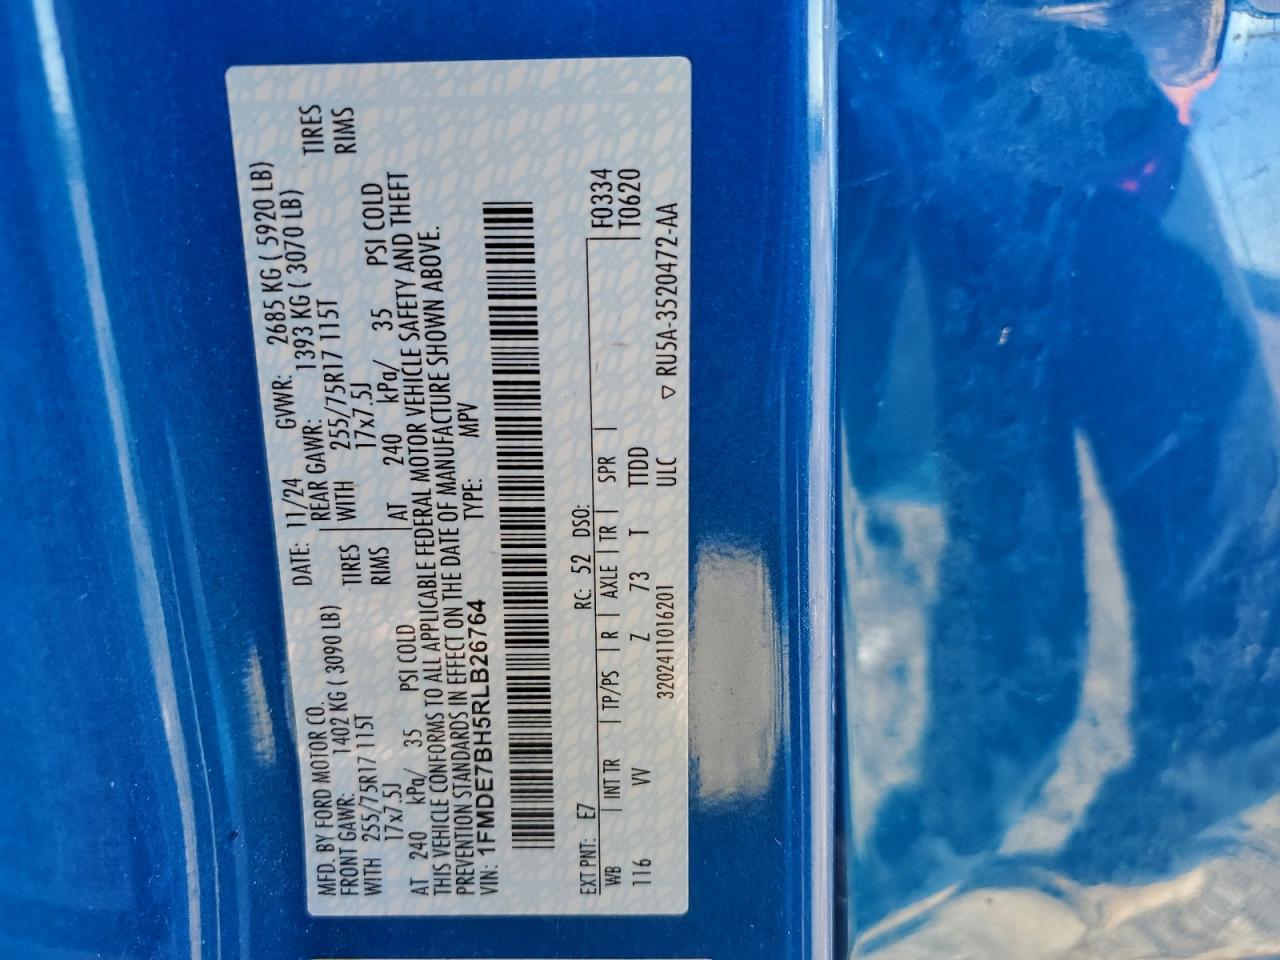 MFD. BY FORD MOTOR CO.
DATE: 11/24 GVWR: 2685 KG ( 5920 LB)
FRONT GAWR: 1402 KG ( 3090 LB)
REAR GAWR: 1393 KG ( 3070 LB)
WITH 255/75R17 115T TIRES
WITH 255/75R17 115T TIRES
17x7.5J RIMS
17x7.5J RIMS
AT 240 kPa/ 35 PSI COLD
AT 240 kPa/ 35 PSI COLD
THIS VEHICLE CONFORMS TO ALL APPLICABLE FEDERAL MOTOR VEHICLE SAFETY AND THEFT
PREVENTION STANDARDS IN EFFECT ON THE DATE OF MANUFACTURE SHOWN ABOVE.
VIN: 1FMDE7BH5RLB26764 TYPE: MPV
F0334
T0620
EXT PNT: E7 RC: 52 DSO:
WB | INT TR | TP/PS | R | AXLE | TR | SPR |
116 VV Z 73 T TTDD
320241101620​1 ULC ▽ RU5A-3520472-AA